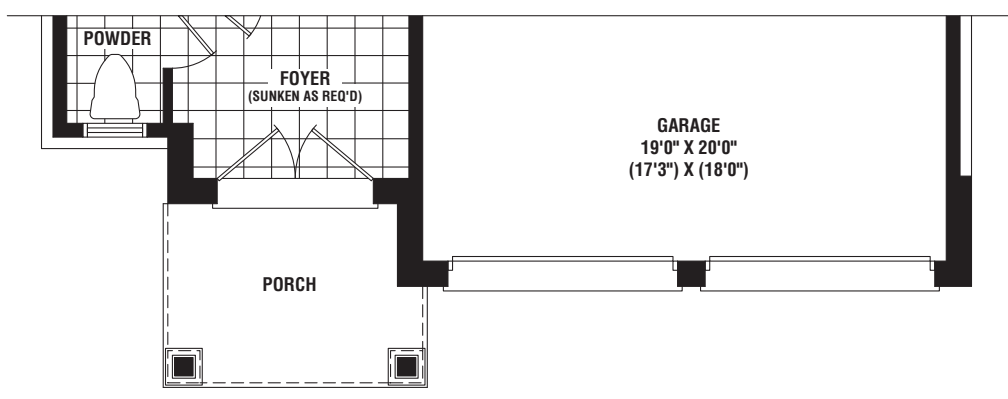 POWDER
FOYER
(SUNKEN AS REQ'D)
GARAGE
19'0" X 20'0"
(17'3") X (18'0")
PORCH